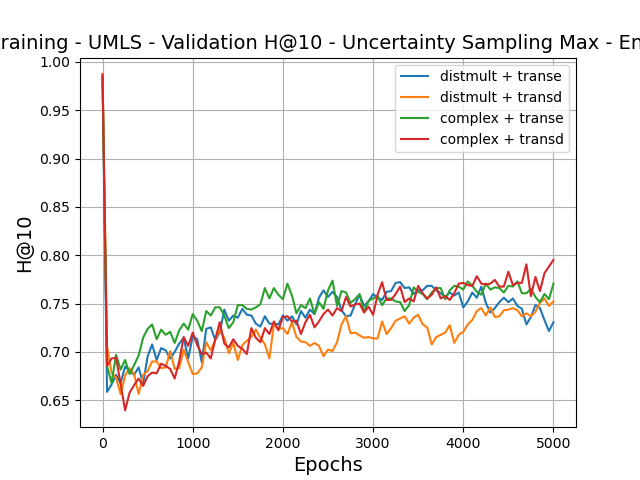 training - UMLS - Validation H@10 - Uncertainty Sampling Max - En
1.00
0.95
0.90
0.85
0.80
0.75
0.70
0.65
H@10
distmult + transe
distmult + transd
complex + transe
complex + transd
0 1000 2000 3000 4000 5000
Epochs